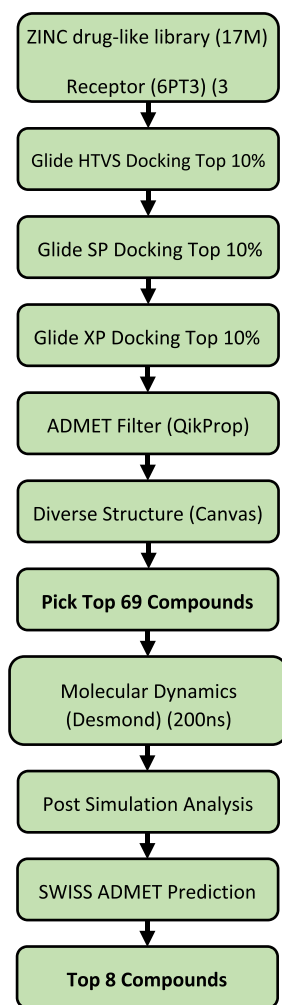 ZINC drug-like library (17M)
Receptor (6PT3) (3
Glide HTVS Docking Top 10%
Glide SP Docking Top 10%
Glide XP Docking Top 10%
ADMET Filter (QikProp)
Diverse Structure (Canvas)
Pick Top 69 Compounds
Molecular Dynamics
(Desmond) (200ns)
Post Simulation Analysis
SWISS ADMET Prediction
Top 8 Compounds